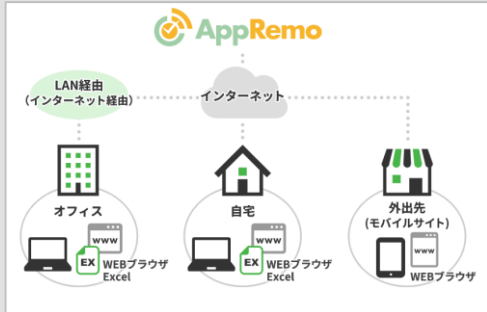 AppRemo
LAN経由
(インターネット経由)
インターネット
オフィス
www
EX
WEBブラウザ
Excel
自宅
www
EX
WEBブラウザ
Excel
外出先
(モバイルサイト)
www
WEBブラウザ